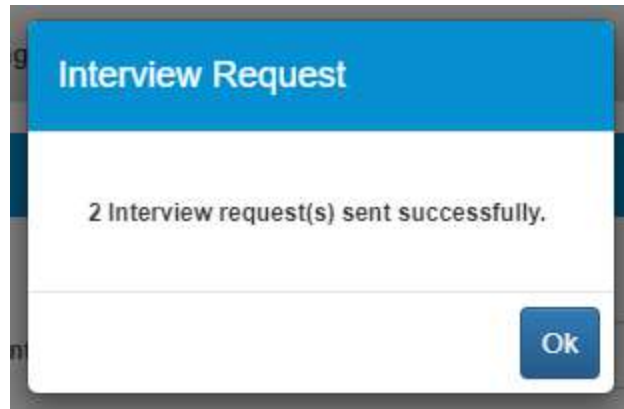 Interview Request
2 Interview request(s) sent successfully.
Ok